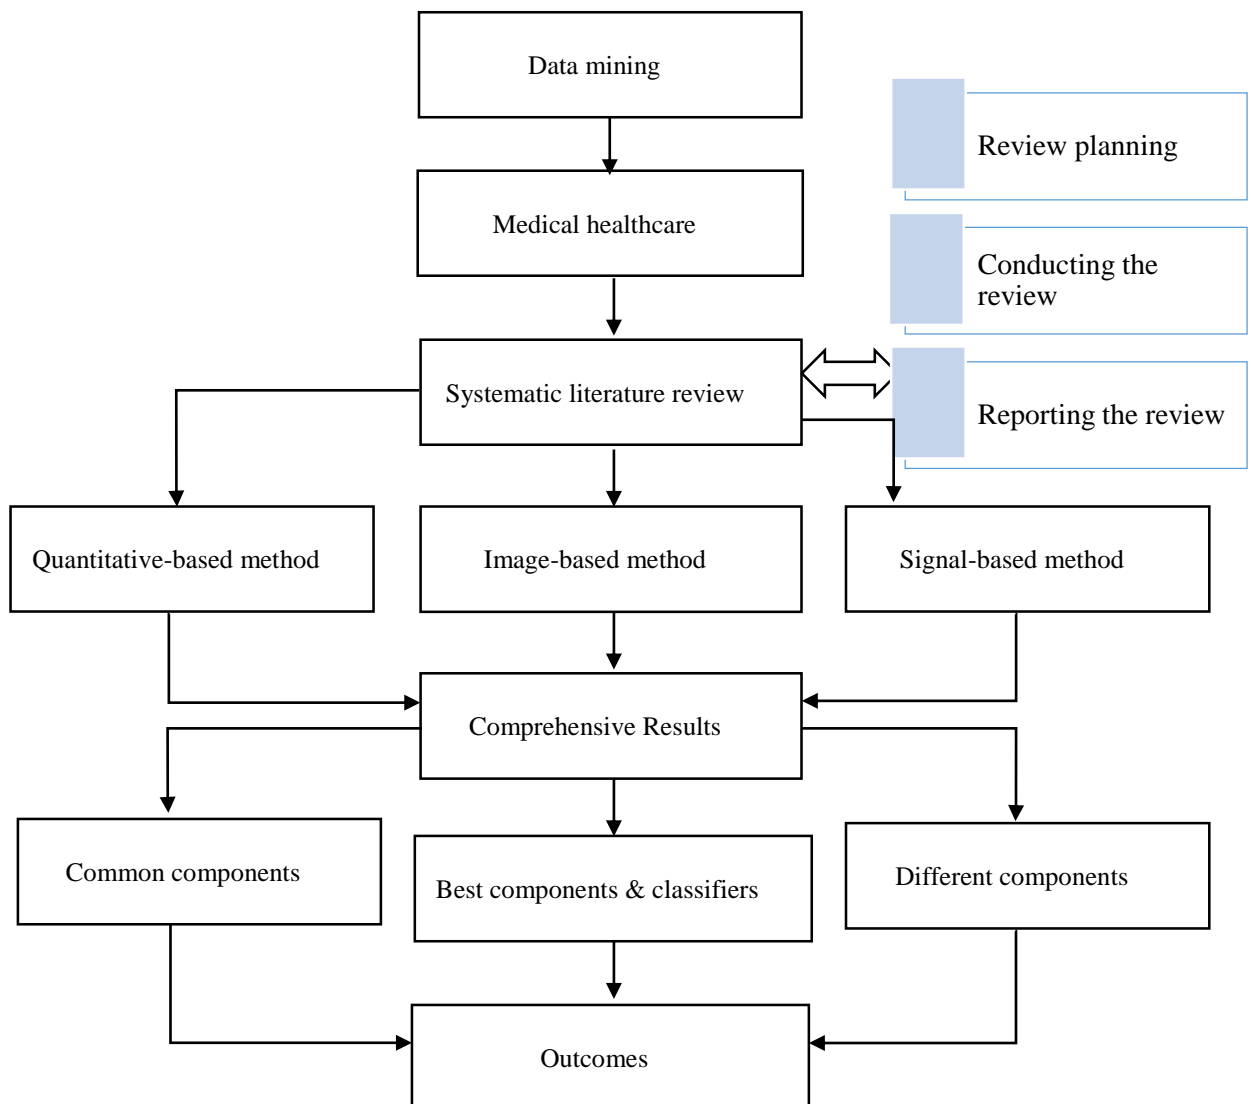 Data mining
Review planning
Medical healthcare
Conducting the
review
Systematic literature review
Reporting the review
Quantitative-based method
Image-based method
Signal-based method
Comprehensive Results
Common components
Best components & classifiers
Different components
Outcomes